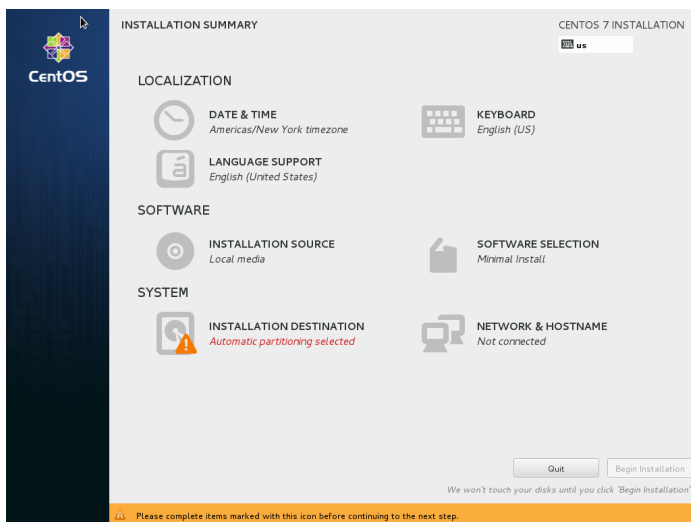 INSTALLATION SUMMARY
CENTOS 7 INSTALLATION
us
CentOS
LOCALIZATION
DATE & TIME
Americas/New York timezone
KEYBOARD
English (US)
á
LANGUAGE SUPPORT
English (United States)
SOFTWARE
INSTALLATION SOURCE
Local media
SOFTWARE SELECTION
Minimal Install
SYSTEM
INSTALLATION DESTINATION
Automatic partitioning selected
NETWORK & HOSTNAME
Not connected
Quit
Begin Installation
We won't touch your disks until you click 'Begin Installation'
Please complete items marked with this icon before continuing to the next step.